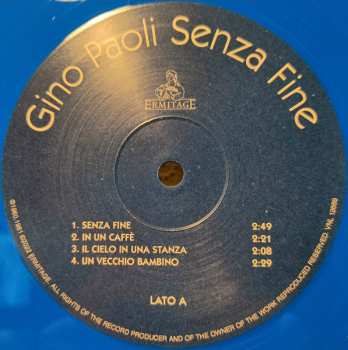 Gino Paoli Senza Fine
ERMITAGE
1. SENZA FINE 2:49
2. IN UN CAFFÈ 2:21
3. IL CIELO IN UNA STANZA 2:08
4. UN VECCHIO BAMBINO 2:29
LATO A
ERMITAGE. ALL RIGHTS OF THE RECORD PRODUCER AND OF THE OWNER OF THE WORK REPRODUCED RESERVED. VNL